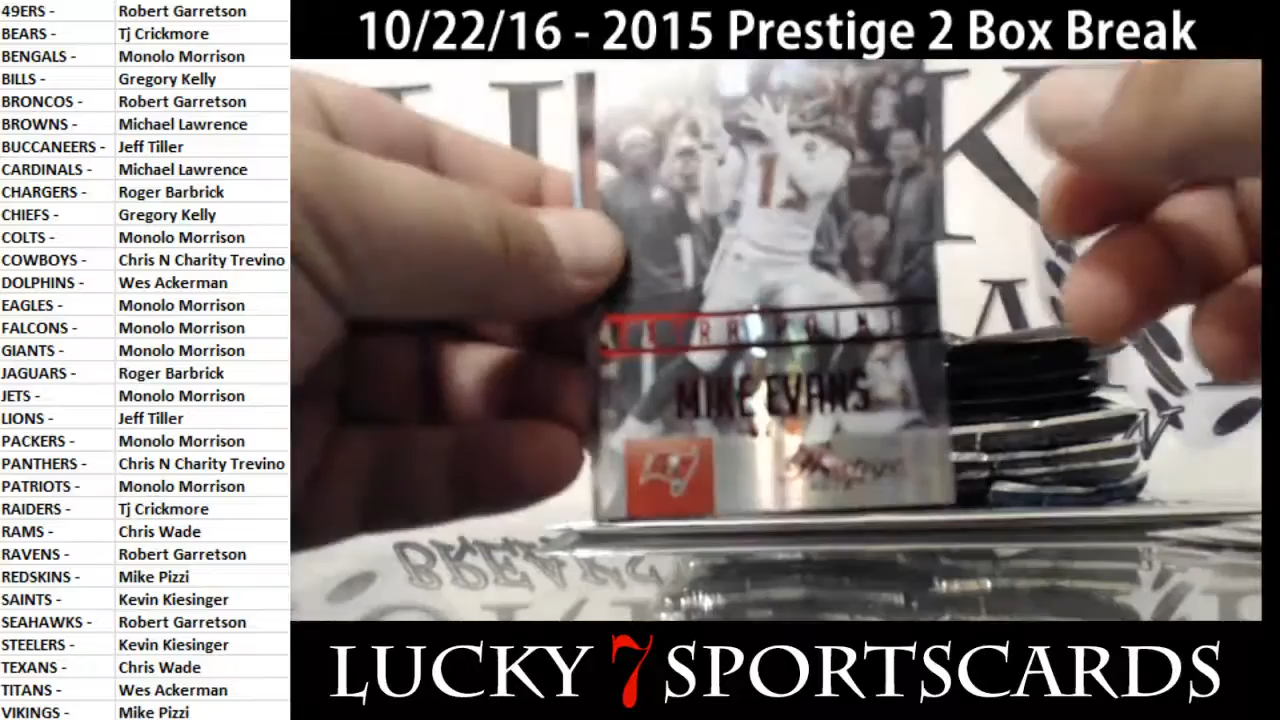 49ERS - Robert Garretson
BEARS - Tj Crickmore
BENGALS - Monolo Morrison
BILLS - Gregory Kelly
BRONCOS - Robert Garretson
BROWNS - Michael Lawrence
BUCCANEERS - Jeff Tiller
CARDINALS - Michael Lawrence
CHARGERS - Roger Barbrick
CHIEFS - Gregory Kelly
COLTS - Monolo Morrison
COWBOYS - Chris N Charity Trevino
DOLPHINS - Wes Ackerman
EAGLES - Monolo Morrison
FALCONS - Monolo Morrison
GIANTS - Monolo Morrison
JAGUARS - Roger Barbrick
JETS - Monolo Morrison
LIONS - Jeff Tiller
PACKERS - Monolo Morrison
PANTHERS - Chris N Charity Trevino
PATRIOTS - Monolo Morrison
RAIDERS - Tj Crickmore
RAMS - Chris Wade
RAVENS - Robert Garretson
REDSKINS - Mike Pizzi
SAINTS - Kevin Kiesinger
SEAHAWKS - Robert Garretson
STEELERS - Kevin Kiesinger
TEXANS - Chris Wade
TITANS - Wes Ackerman
VIKINGS - Mike Pizzi
10/22/16 - 2015 Prestige 2 Box Break
EXTRA POINT
MIKE EVANS
Prestige
LUCKY 7 SPORTSCARDS